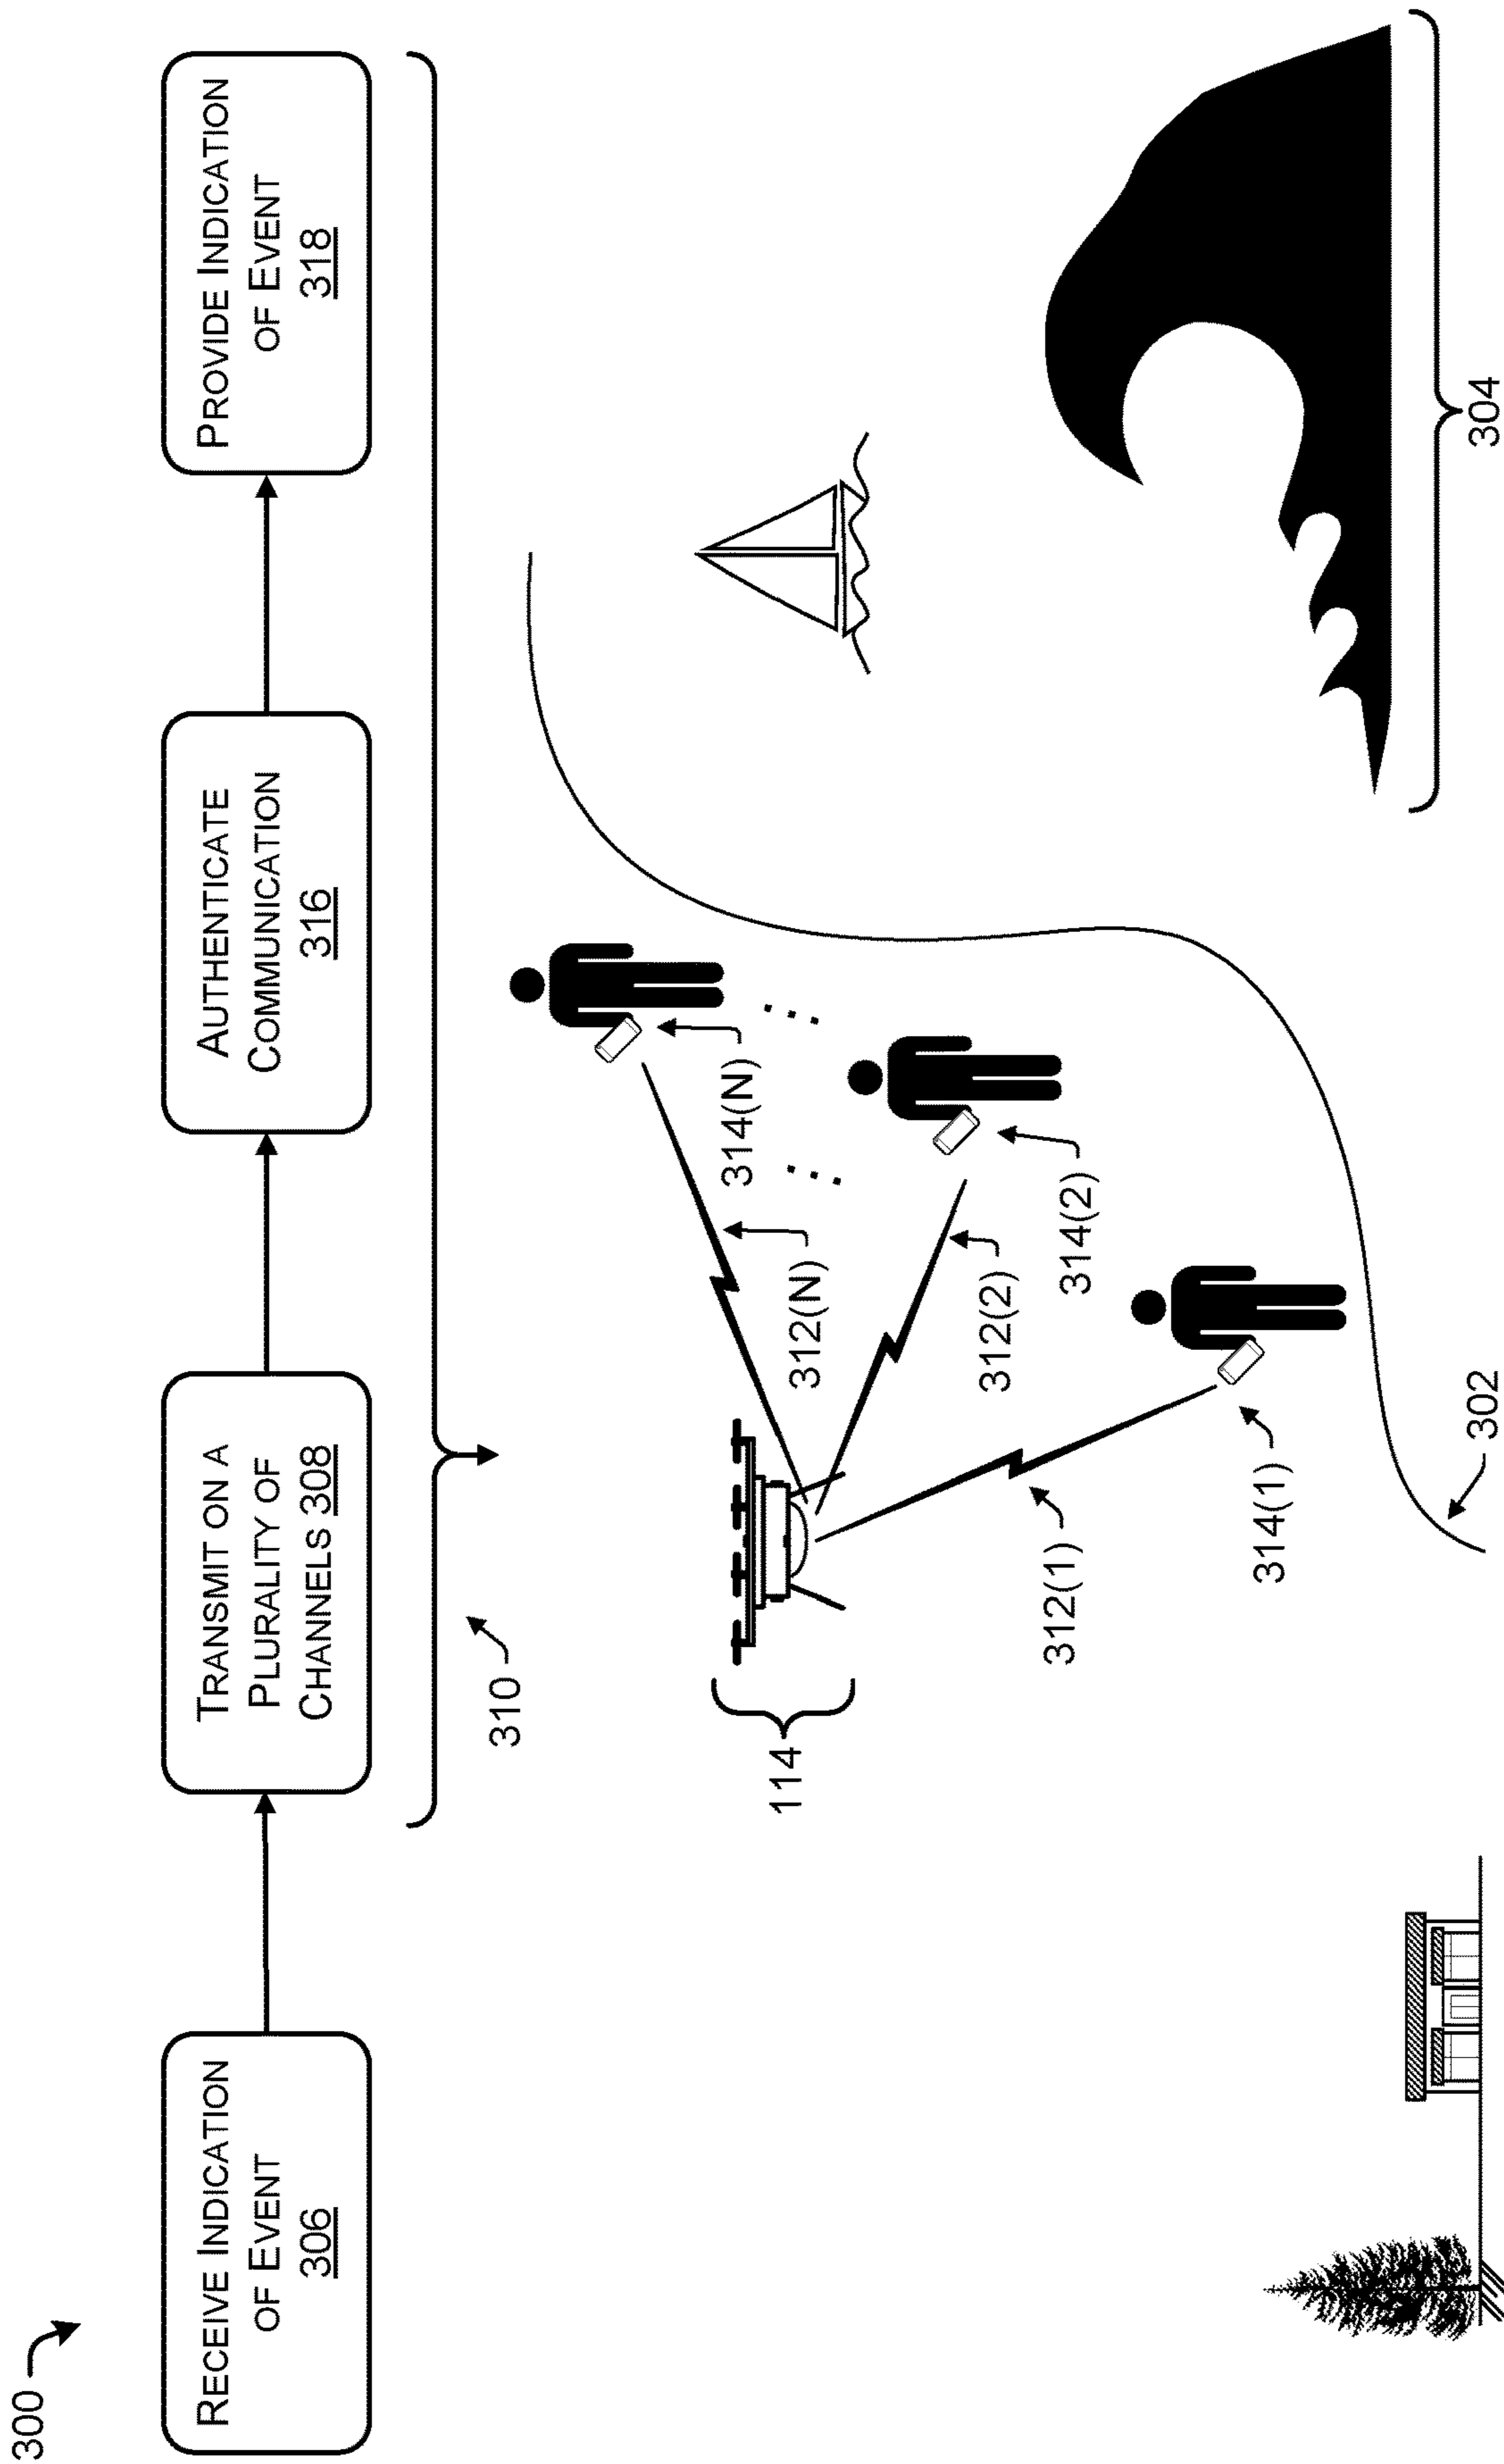 300
RECEIVE INDICATION
OF EVENT
306
TRANSMIT ON A
PLURALITY OF
CHANNELS 308
AUTHENTICATE
COMMUNICATION
316
PROVIDE INDICATION
OF EVENT
318
310
114
312(N)
314(N)
312(2)
314(2)
312(1)
314(1)
302
304